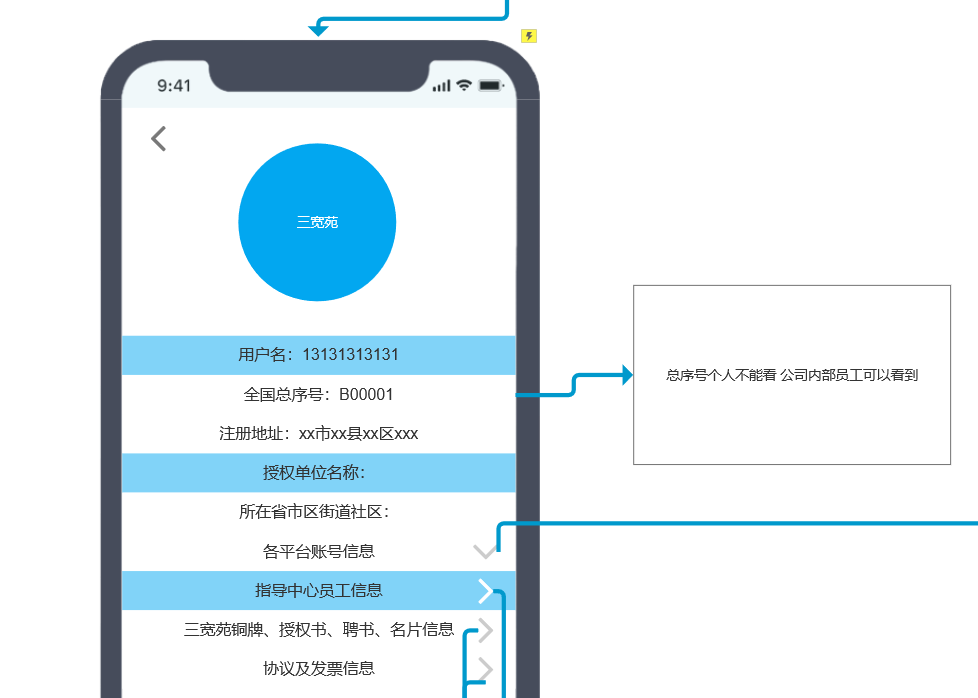 9:41
三宽苑
用户名：13131313131
全国总序号：B00001
总序号个人不能看 公司内部员工可以看到
注册地址：xx市xx县xx区xxx
授权单位名称：
所在省市区街道社区：
各平台账号信息
指导中心员工信息
三宽苑铜牌、授权书、聘书、名片信息
协议及发票信息